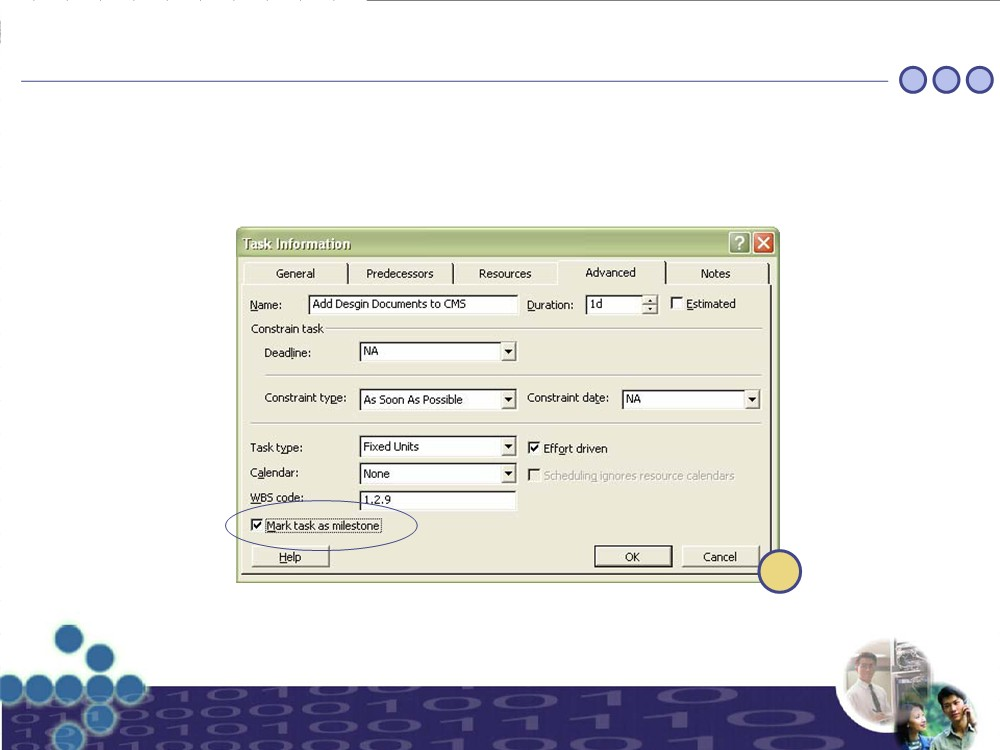 Task Information
General Predecessors Resources Advanced Notes
Name: Add Desgin Documents to CMS Duration: 1d Estimated
Constrain task
Deadline: NA
Constraint type: As Soon As Possible Constraint date: NA
Task type: Fixed Units Effort driven
Calendar: None Scheduling ignores resource calendars
WBS code: 1.2.9
Mark task as milestone
Help OK Cancel